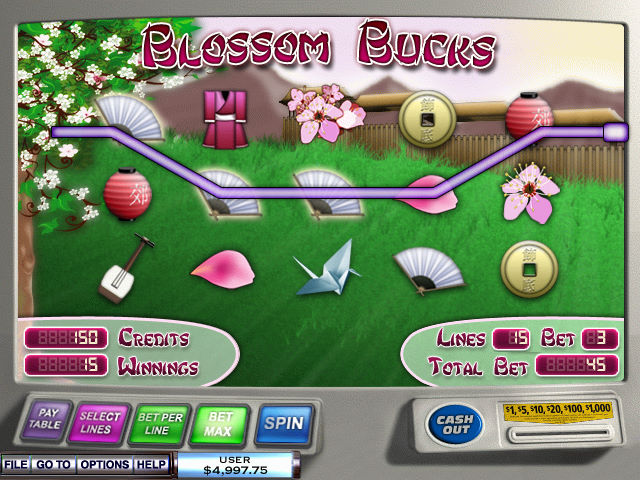 BLOSSOM BUCKS
150 CREDITS
15 WINNINGS
LINES 15 BET 3
TOTAL BET 45
PAY TABLE
SELECT LINES
BET PER LINE
BET MAX
SPIN
CASH OUT
$1, $5, $10, $20, $100, $1,000
FILE GO TO OPTIONS HELP
USER
$4,997.75